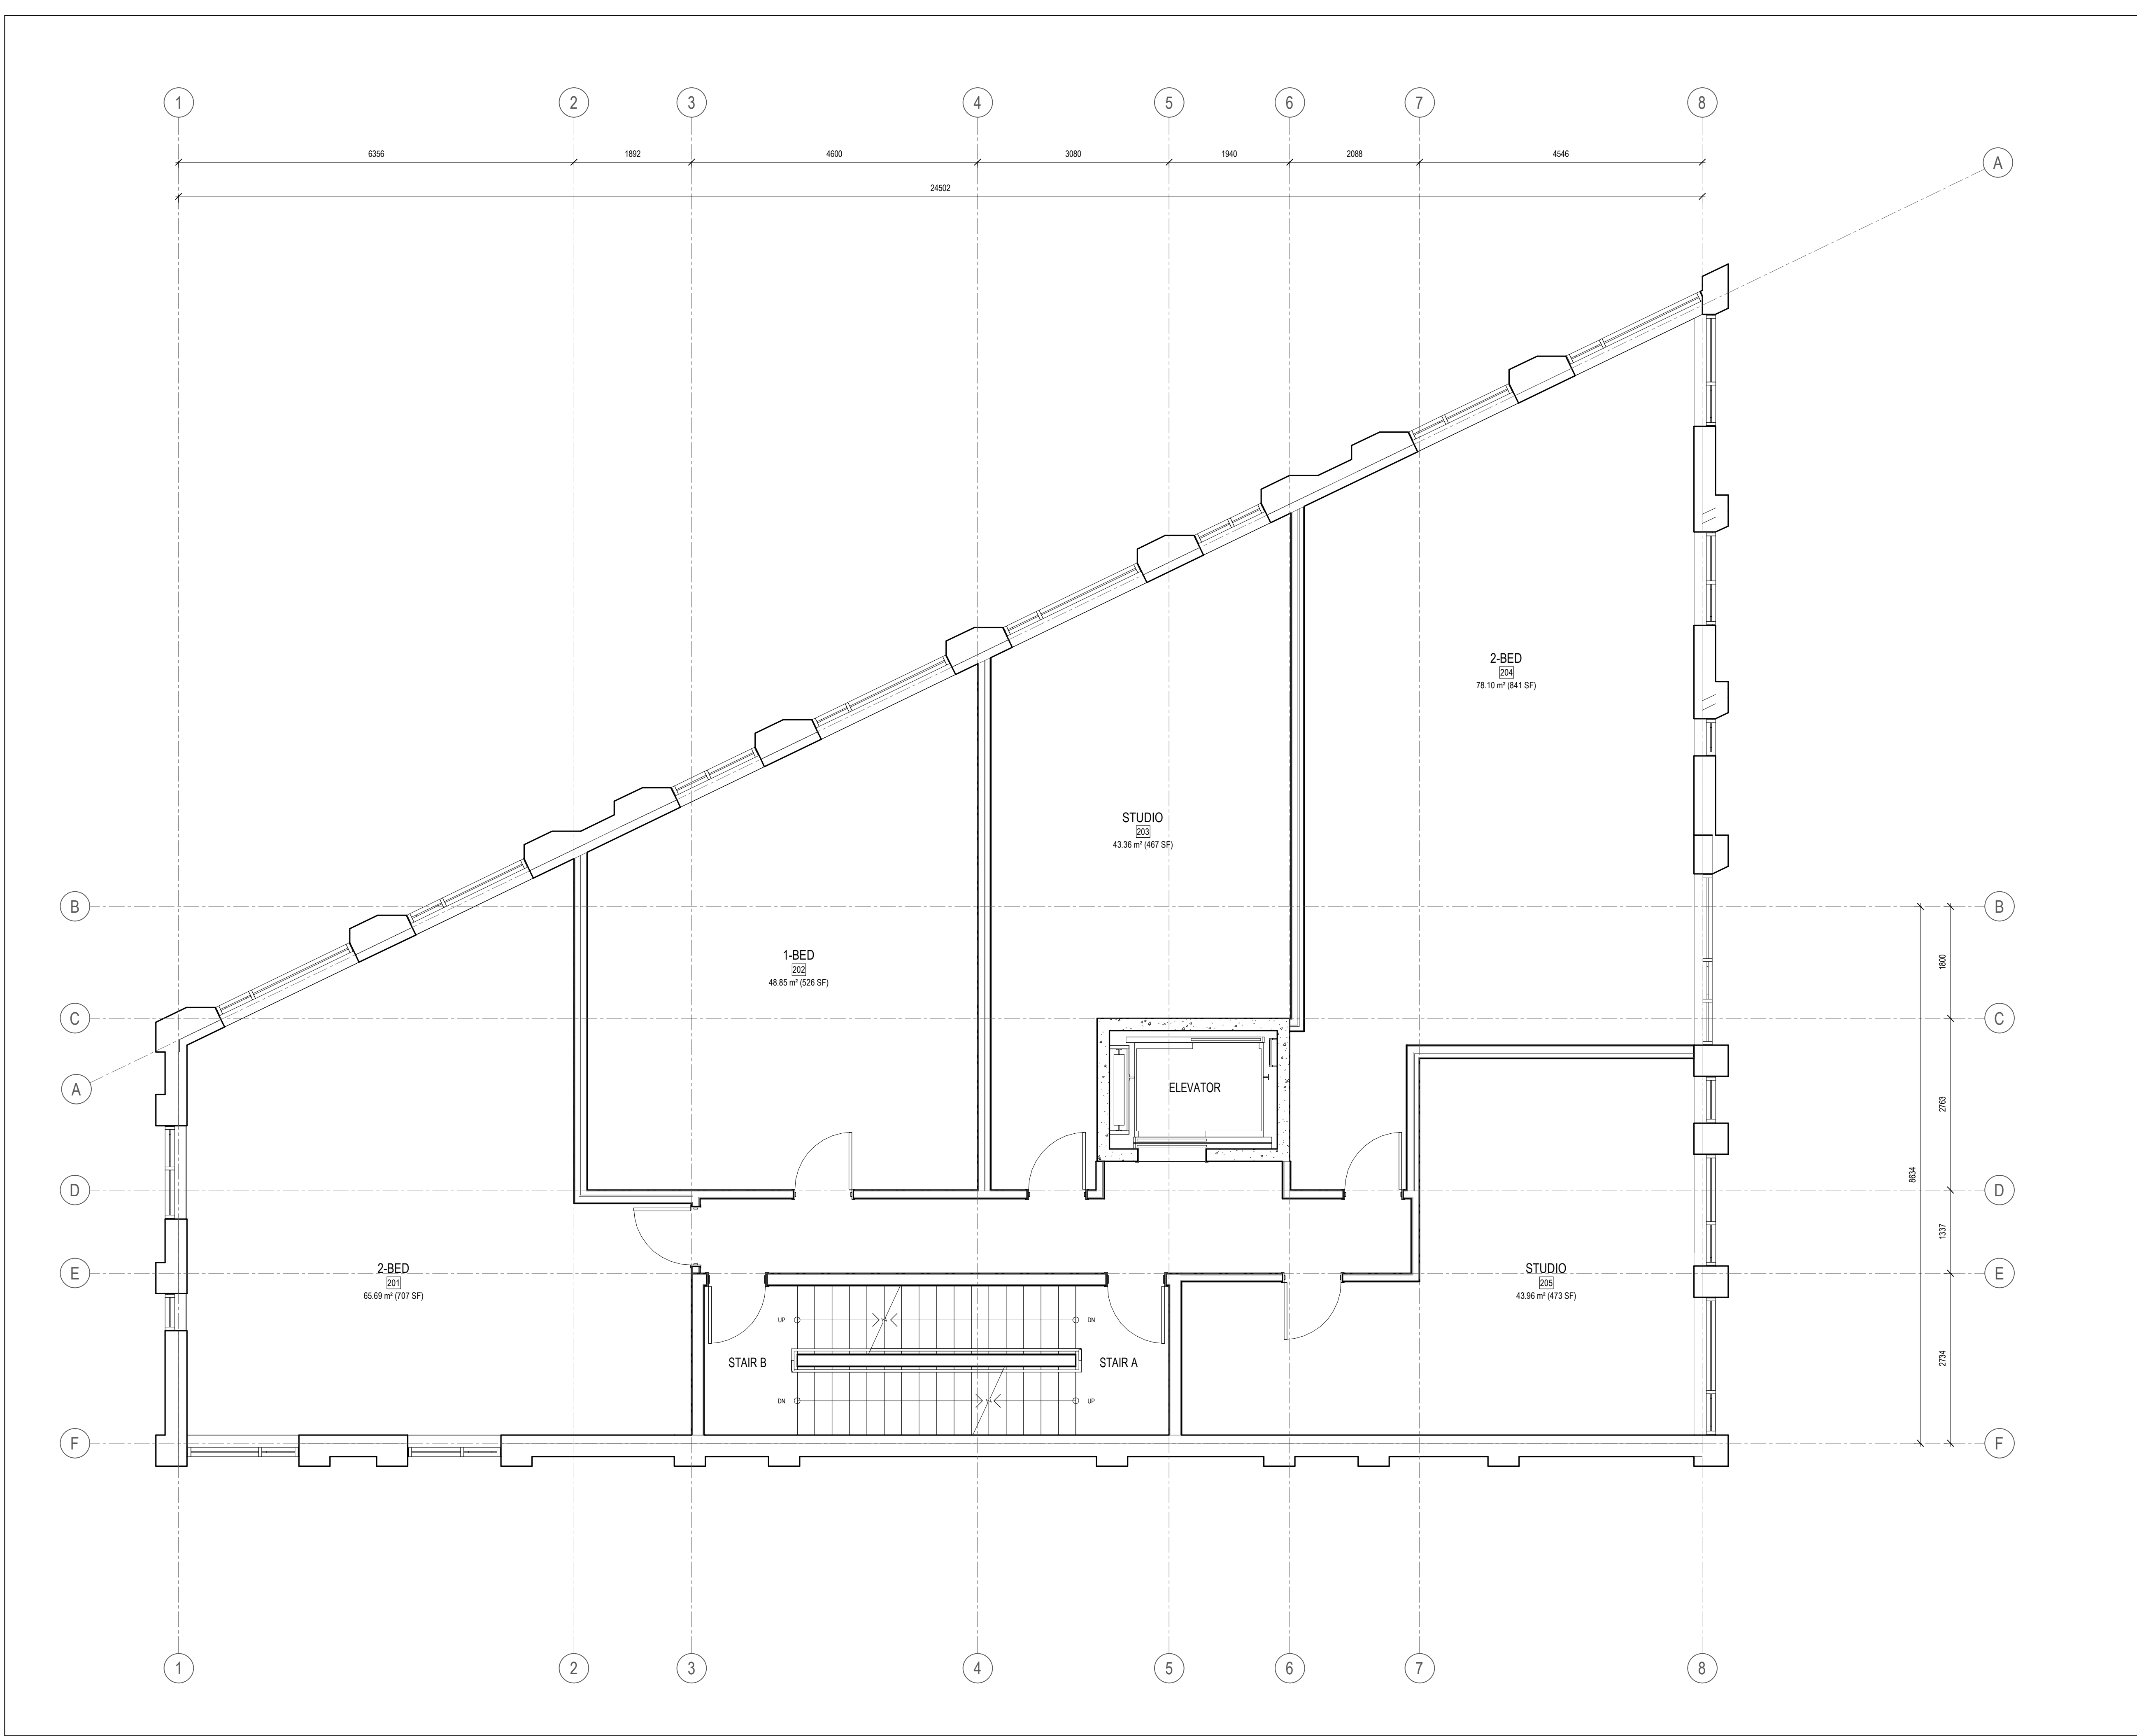 1
2
3
4
5
6
7
8
6356
1892
4600
3080
1940
2088
4546
A
24502
2-BED
204
78.10 m² (841 SF)
STUDIO
203
43.36 m² (467 SF)
B
B
1-BED
202
48.85 m² (526 SF)
1800
C
C
A
ELEVATOR
2763
D
D
8634
1337
E
E
2-BED
201
65.69 m² (707 SF)
STUDIO
205
43.96 m² (473 SF)
UP
DN
STAIR B
STAIR A
2734
DN
UP
F
F
1
2
3
4
5
6
7
8